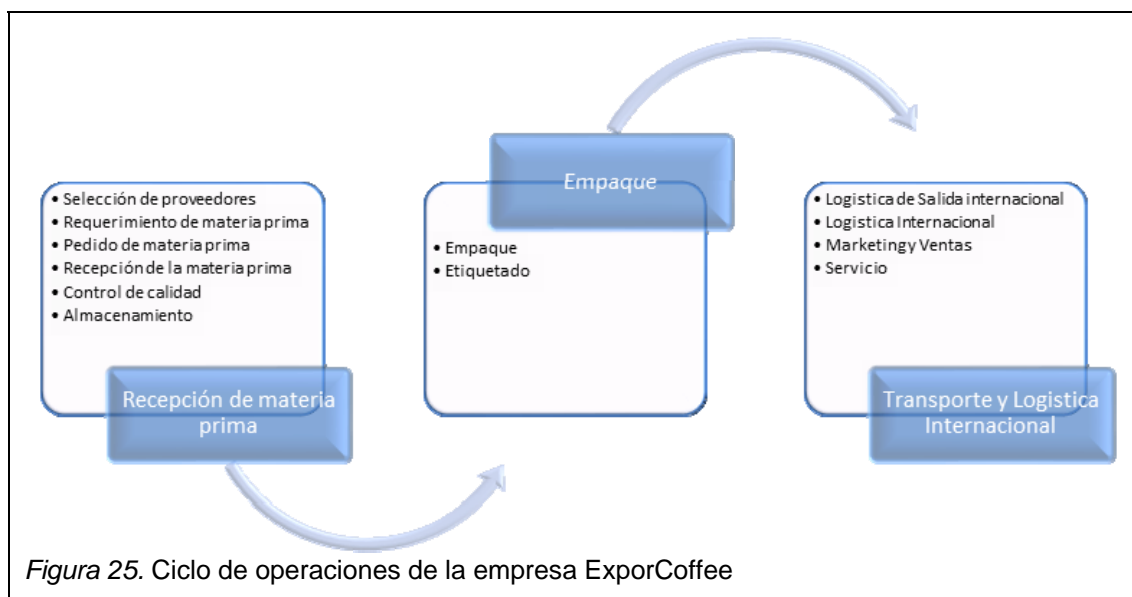 • Selección de proveedores
• Requerimiento de materia prima
• Pedido de materia prima
• Recepción de la materia prima
• Control de calidad
• Almacenamiento
Recepción de materia
prima
Empaque
• Empaque
• Etiquetado
• Logistica de Salida internacional
• Logistica Internacional
• Marketing y Ventas
• Servicio
Transporte y Logistica
Internacional
Figura 25. Ciclo de operaciones de la empresa ExporCoffee